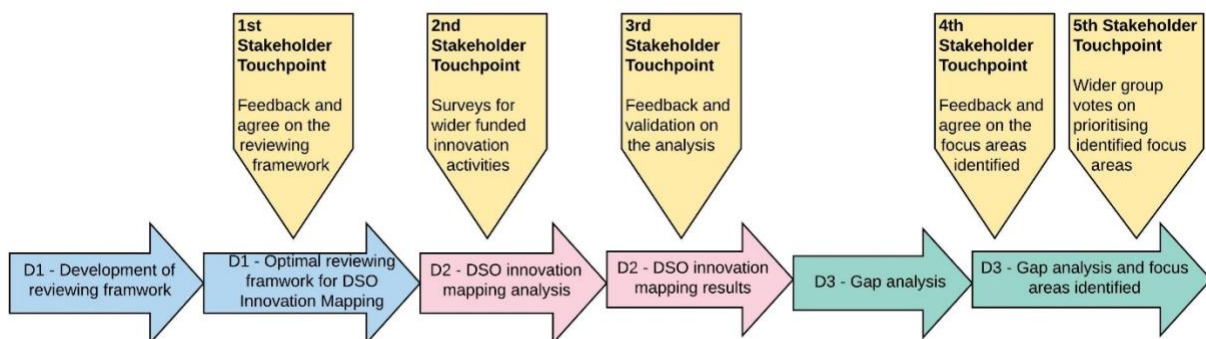 1st
Stakeholder
Touchpoint
Feedback and
agree on the
reviewing
framework
2nd
Stakeholder
Touchpoint
Surveys for
wider funded
innovation
activities
3rd
Stakeholder
Touchpoint
Feedback and
validation on
the analysis
4th
Stakeholder
Touchpoint
Feedback and
agree on the
focus areas
identified
5th Stakeholder
Touchpoint
Wider group
votes on
prioritising
identified focus
areas
D1 - Development of
reviewing framwork
D1 - Optimal reviewing
framwork for DSO
Innovation Mapping
D2 - DSO innovation
mapping analysis
D2 - DSO innovation
mapping results
D3 - Gap analysis
D3 - Gap analysis and focus
areas identified